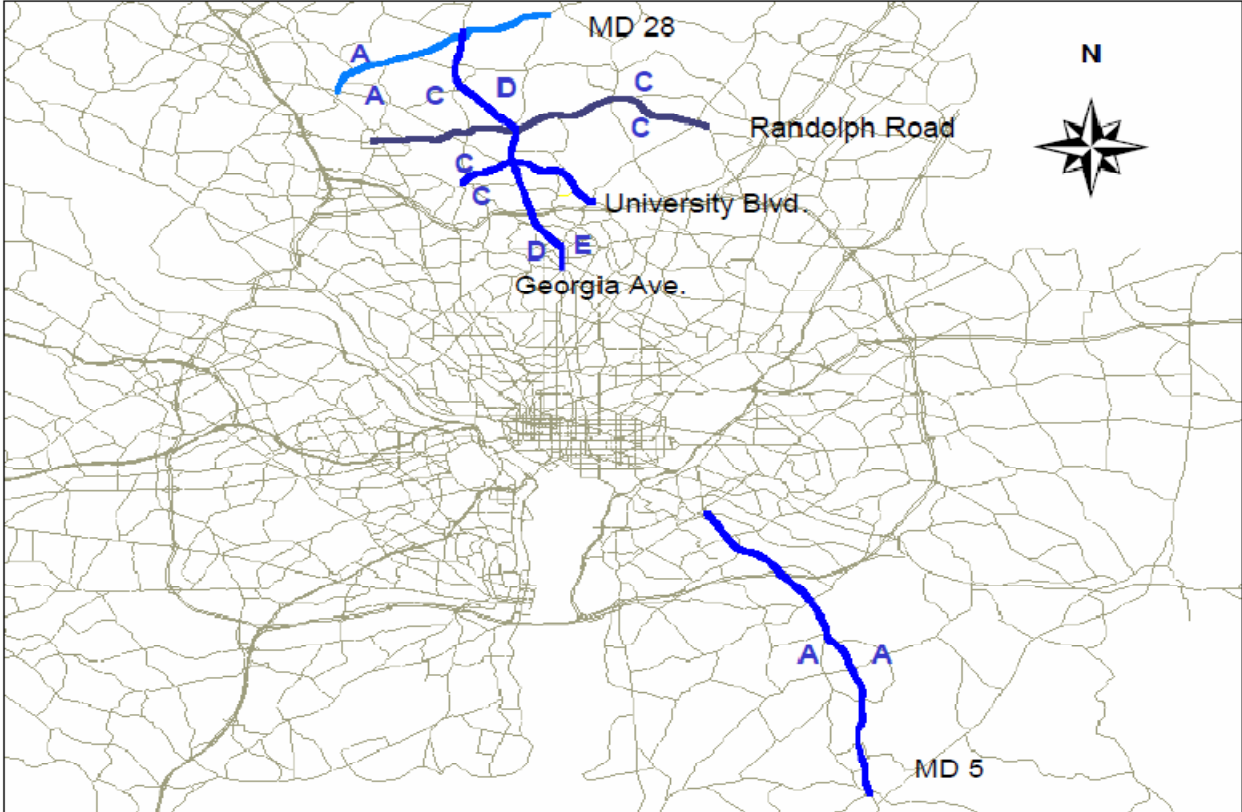 MD 28
N
A
A
C
D
C
C
Randolph Road
C
C
University Blvd.
D
E
Georgia Ave.
A
A
MD 5